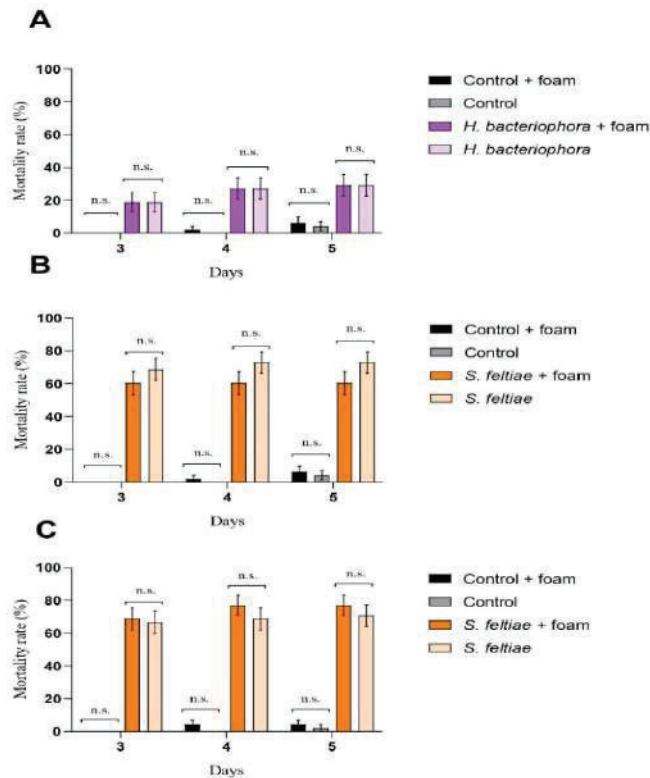 A
Mortality rate (%)
100
80
60
40
20
0
n.s.
n.s.
n.s.
n.s.
n.s.
n.s.
3
4
5
Days
Control + foam
Control
H. bacteriophora + foam
H. bacteriophora
B
Mortality rate (%)
100
80
60
40
20
0
n.s.
n.s.
n.s.
n.s.
n.s.
n.s.
3
4
5
Days
Control + foam
Control
S. feltiae + foam
S. feltiae
C
Mortality rate (%)
100
80
60
40
20
0
n.s.
n.s.
n.s.
n.s.
n.s.
n.s.
3
4
5
Days
Control + foam
Control
S. feltiae + foam
S. feltiae